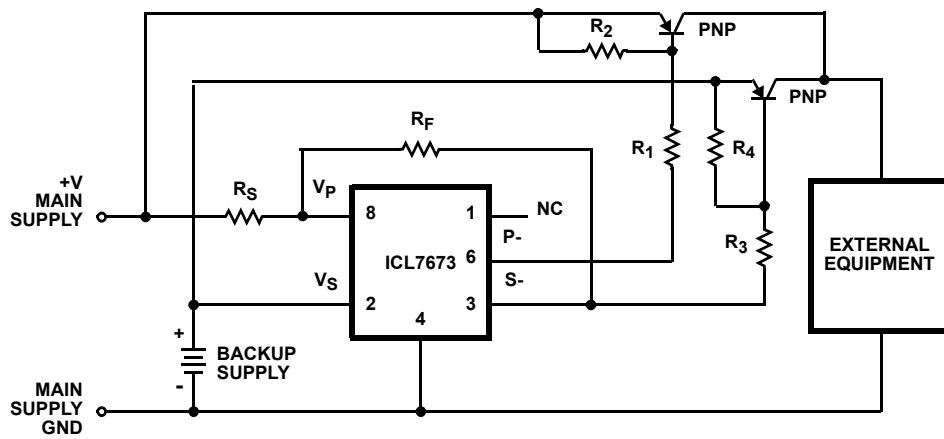 R2
PNP
PNP
RF
R1
R4
+V
MAIN
SUPPLY
RS
VP
8
1
NC
P-
ICL7673
6
R3
EXTERNAL
EQUIPMENT
VS
S-
2
3
4
+
BACKUP
SUPPLY
-
MAIN
SUPPLY
GND